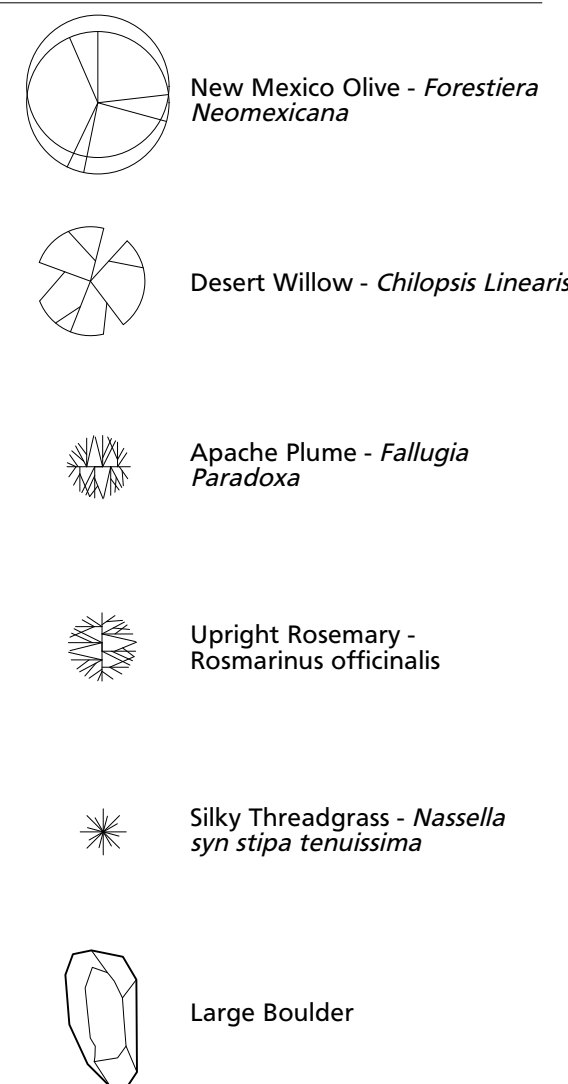 New Mexico Olive - Forestiera
Neomexicana
Desert Willow - Chilopsis Linearis
Apache Plume - Fallugia
Paradoxa
Upright Rosemary -
Rosmarinus officinalis
Silky Threadgrass - Nassella
syn stipa tenuissima
Large Boulder